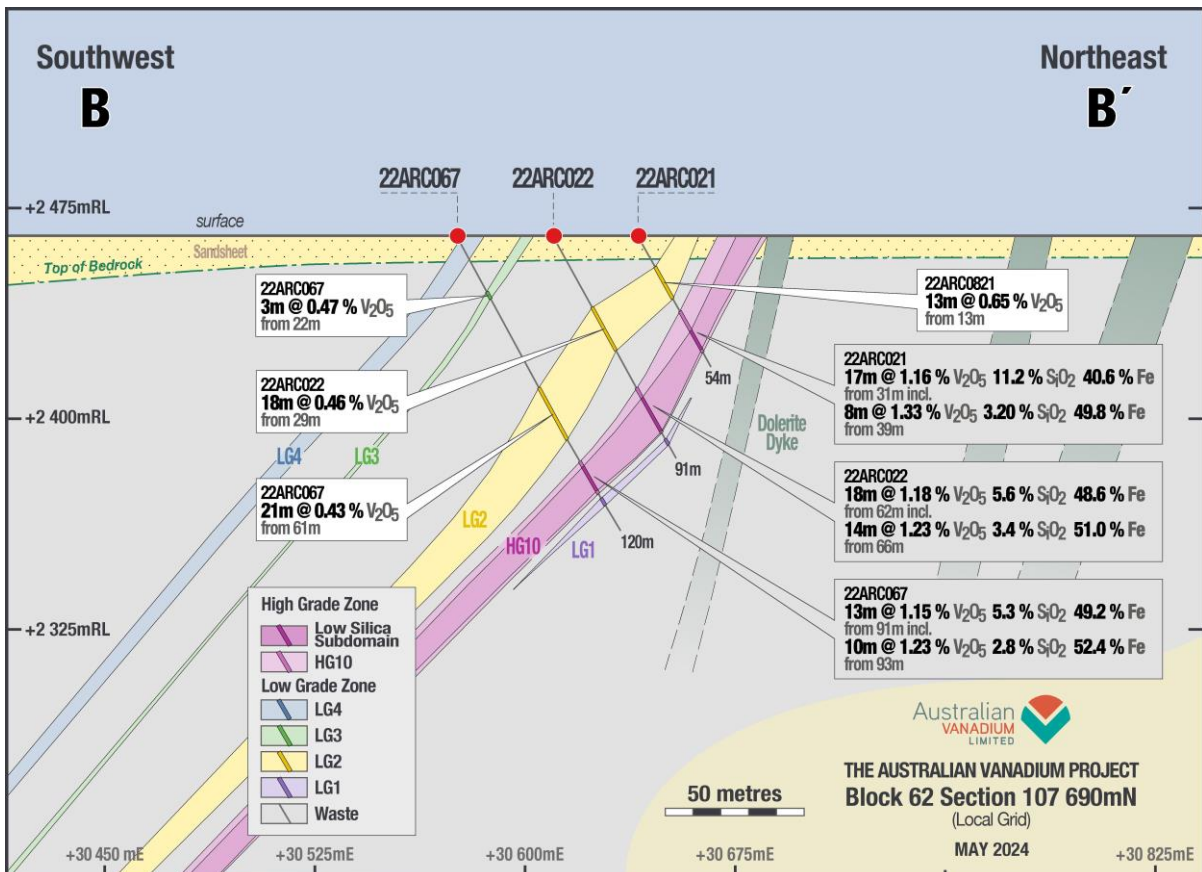 Southwest
B
Northeast
B´
22ARC067
22ARC022
22ARC021
+2 475mRL
surface
Sandsheet
Top of Bedrock
22ARC067
3m @ 0.47 % V₂O₅
from 22m
22ARC0821
13m @ 0.65 % V₂O₅
from 13m
22ARC022
18m @ 0.46 % V₂O₅
from 29m
22ARC021
17m @ 1.16 % V₂O₅ 11.2 % SiO₂ 40.6 % Fe
from 31m incl.
8m @ 1.33 % V₂O₅ 3.20 % SiO₂ 49.8 % Fe
from 39m
54m
+2 400mRL
Dolerite
Dyke
LG4
LG3
91m
22ARC067
21m @ 0.43 % V₂O₅
from 61m
22ARC022
18m @ 1.18 % V₂O₅ 5.6 % SiO₂ 48.6 % Fe
from 62m incl.
14m @ 1.23 % V₂O₅ 3.4 % SiO₂ 51.0 % Fe
from 66m
LG2
HG10
LG1
120m
22ARC067
13m @ 1.15 % V₂O₅ 5.3 % SiO₂ 49.2 % Fe
from 91m incl.
10m @ 1.23 % V₂O₅ 2.8 % SiO₂ 52.4 % Fe
from 93m
+2 325mRL
High Grade Zone
Low Silica
Subdomain
HG10
Low Grade Zone
LG4
LG3
LG2
LG1
Waste
Australian
VANADIUM
LIMITED
THE AUSTRALIAN VANADIUM PROJECT
Block 62 Section 107 690mN
(Local Grid)
MAY 2024
50 metres
+30 450 mE
+30 525mE
+30 600mE
+30 675mE
+30 825mE